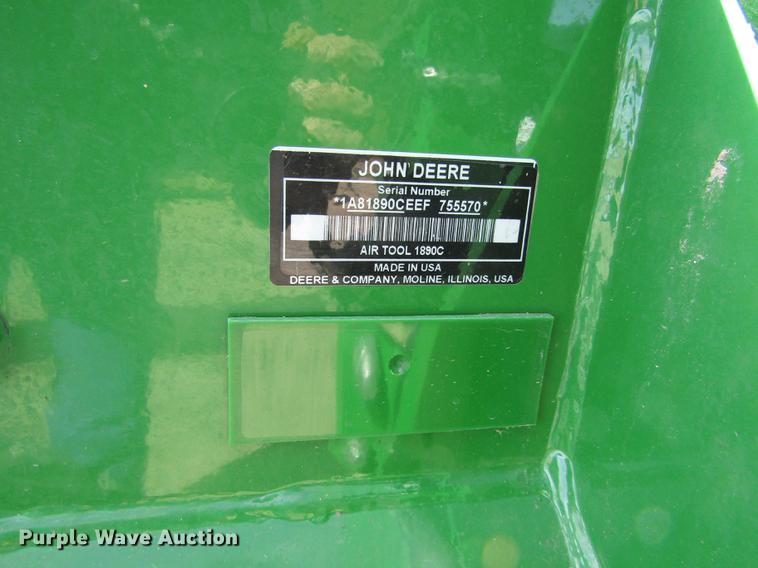 JOHN DEERE
Serial Number
*1A81890CEEF 755570*
AIR TOOL 1890C
MADE IN USA
DEERE & COMPANY, MOLINE, ILLINOIS, USA
Purple Wave Auction